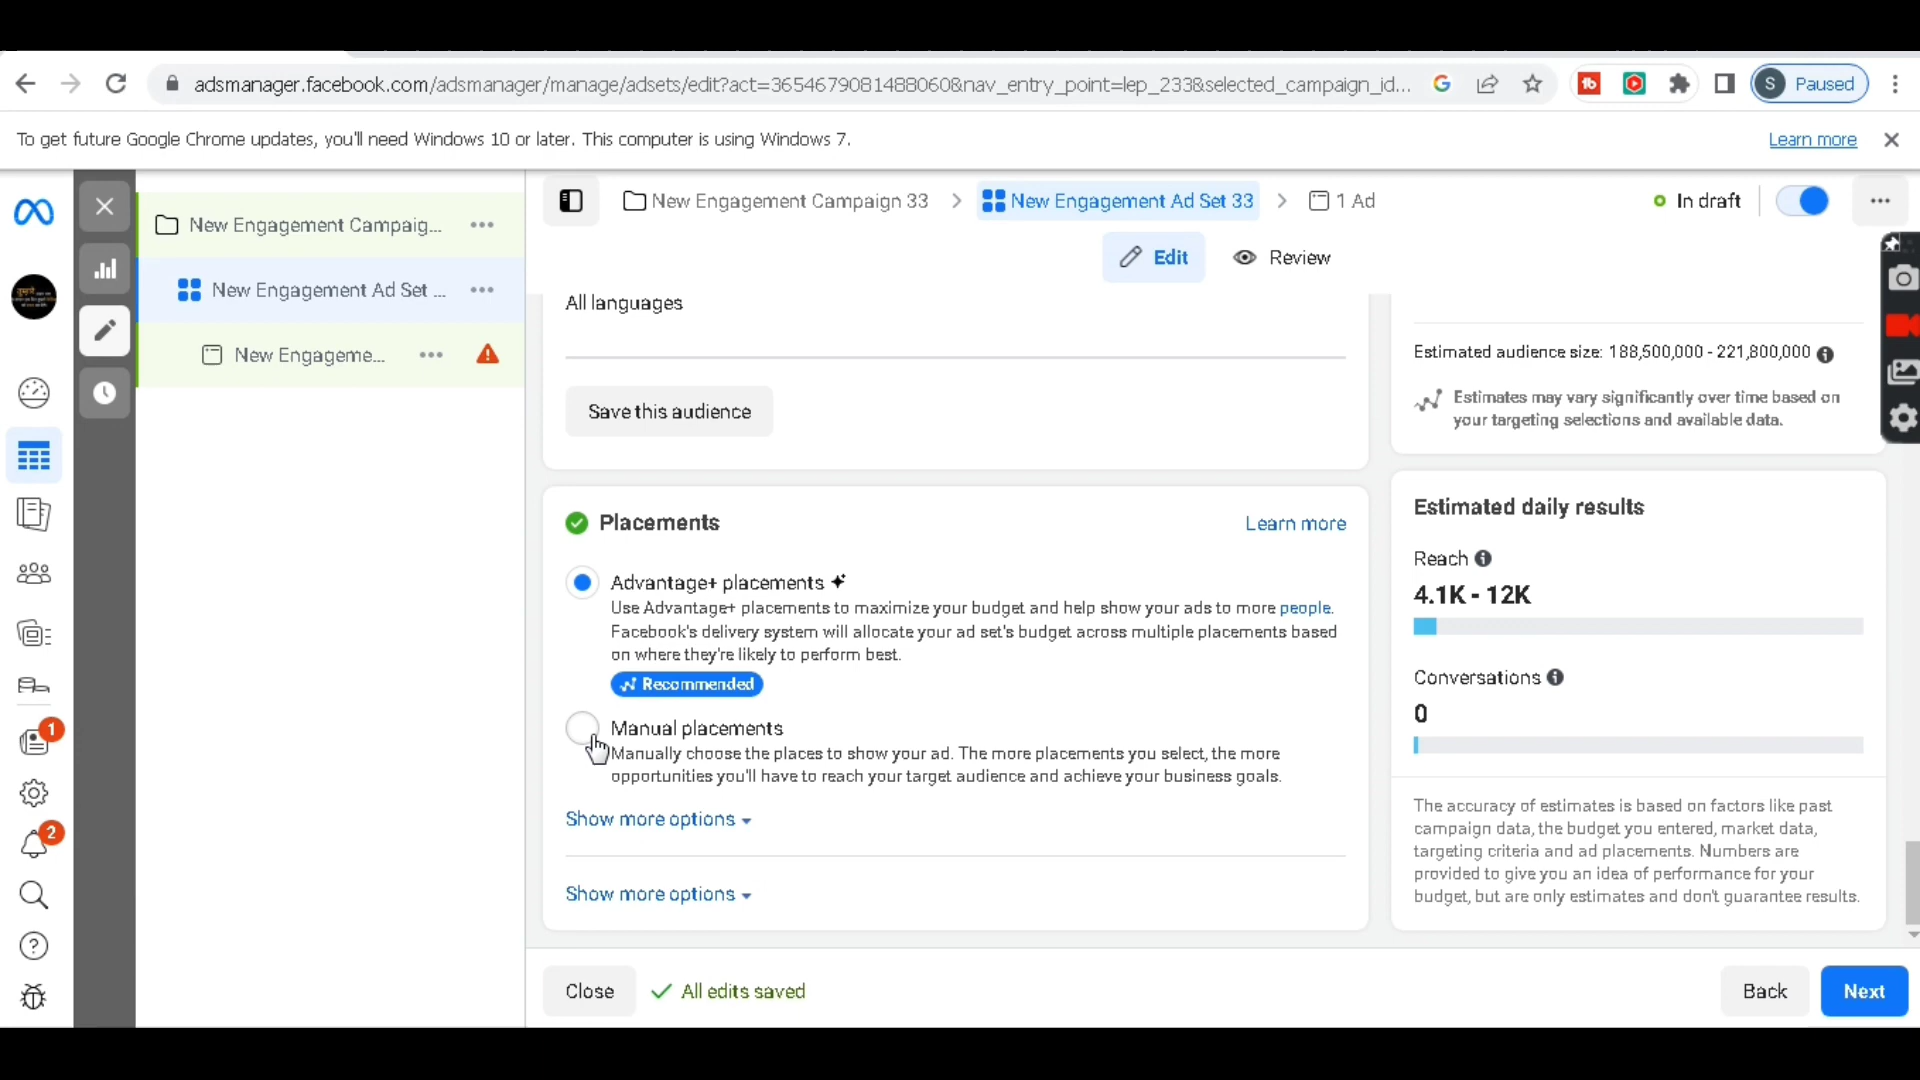 adsmanager.facebook.com/adsmanager/manage/adsets/edit?act=3654679081488060&nav_entry_point=lep_233&selected_campaign_id...
S Paused
To get future Google Chrome updates, you'll need Windows 10 or later. This computer is using Windows 7.
Learn more
New Engagement Campaig...
New Engagement Ad Set ...
New Engageme...
1
2
New Engagement Campaign 33
New Engagement Ad Set 33
1 Ad
In draft
Edit
Review
All languages
Save this audience
Placements
Learn more
Advantage+ placements
Use Advantage+ placements to maximize your budget and help show your ads to more people.
Facebook's delivery system will allocate your ad set's budget across multiple placements based
on where they're likely to perform best.
Recommended
Manual placements
Manually choose the places to show your ad. The more placements you select, the more
opportunities you'll have to reach your target audience and achieve your business goals.
Show more options
Show more options
Estimated audience size: 188,500,000 - 221,800,000
Estimates may vary significantly over time based on
your targeting selections and available data.
Estimated daily results
Reach
4.1K - 12K
Conversations
0
The accuracy of estimates is based on factors like past
campaign data, the budget you entered, market data,
targeting criteria and ad placements. Numbers are
provided to give you an idea of performance for your
budget, but are only estimates and don't guarantee results.
Close
All edits saved
Back
Next